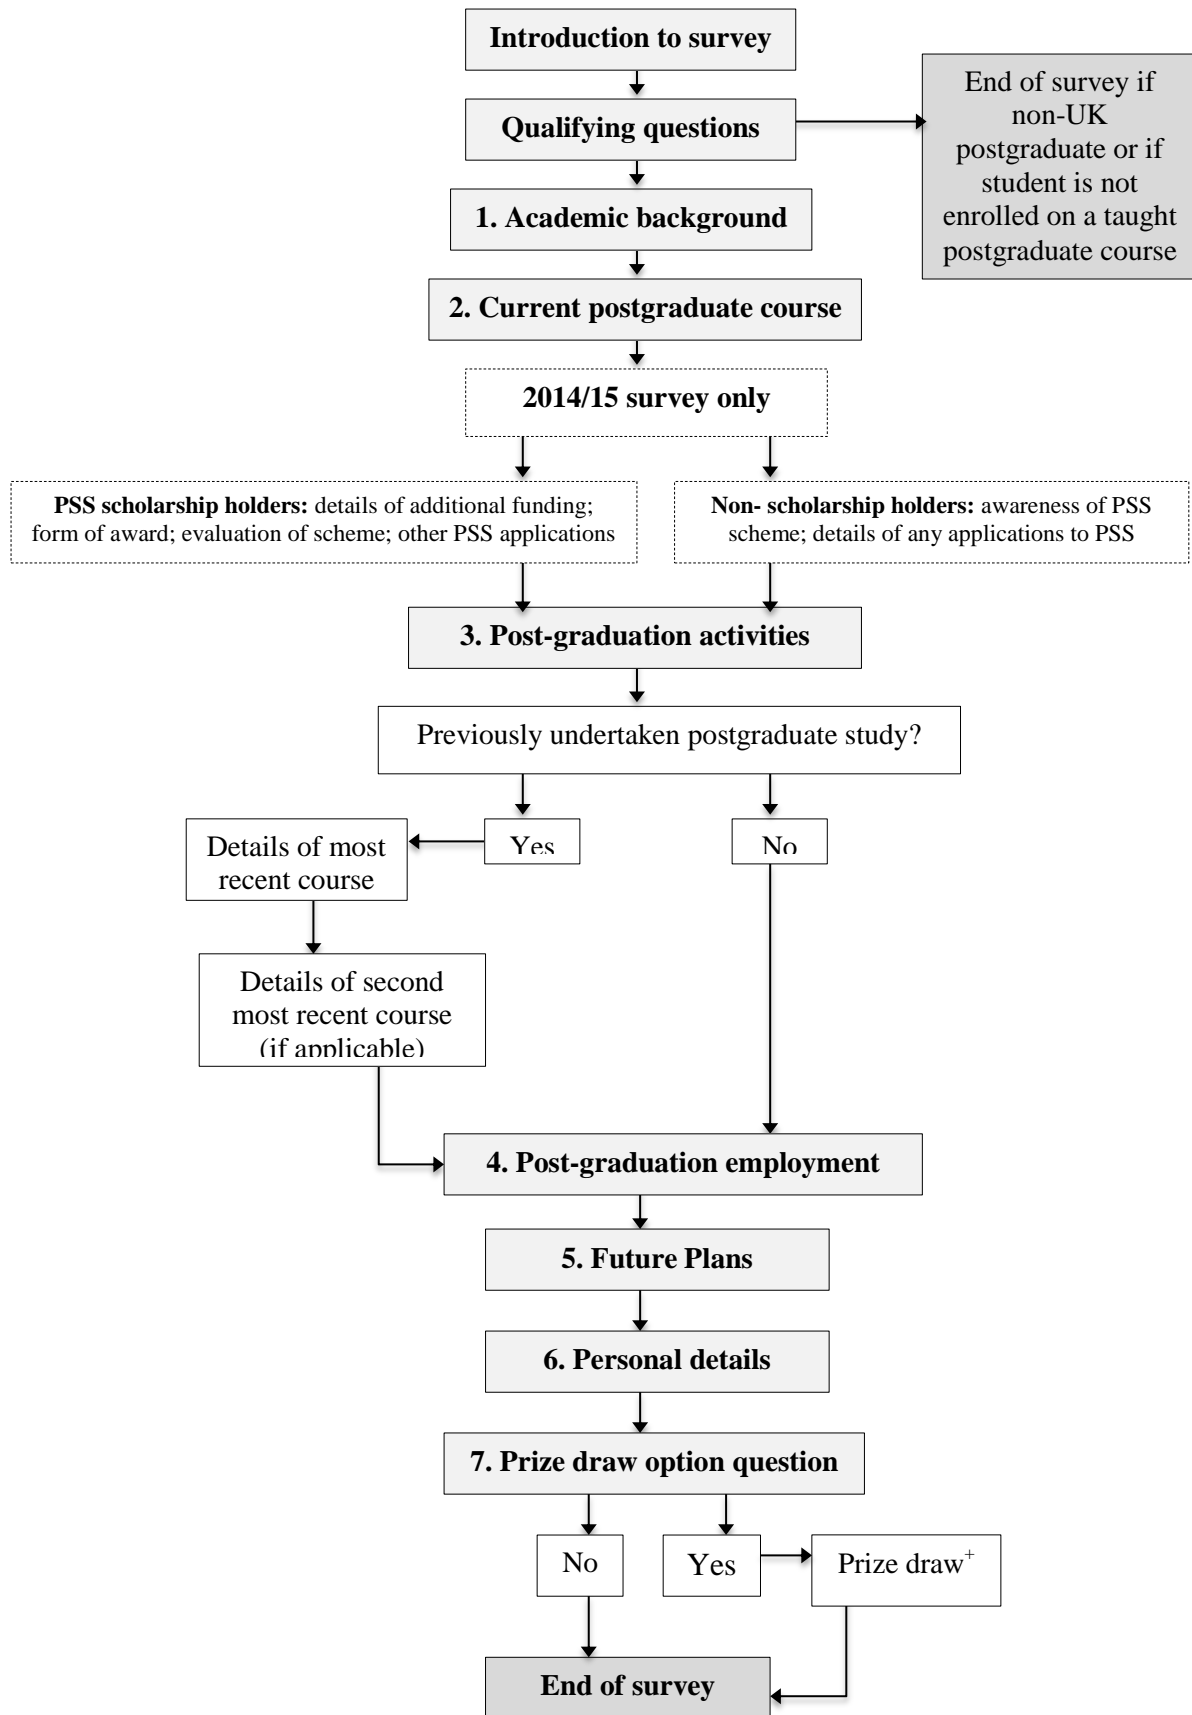 Introduction to survey
Qualifying questions
End of survey if
non-UK
postgraduate or if
student is not
enrolled on a taught
postgraduate course
1. Academic background
2. Current postgraduate course
2014/15 survey only
PSS scholarship holders: details of additional funding;
form of award; evaluation of scheme; other PSS applications
Non- scholarship holders: awareness of PSS
scheme; details of any applications to PSS
3. Post-graduation activities
Previously undertaken postgraduate study?
Yes
No
Details of most
recent course
Details of second
most recent course
(if applicable)
4. Post-graduation employment
5. Future Plans
6. Personal details
7. Prize draw option question
No
Yes
Prize draw+
End of survey